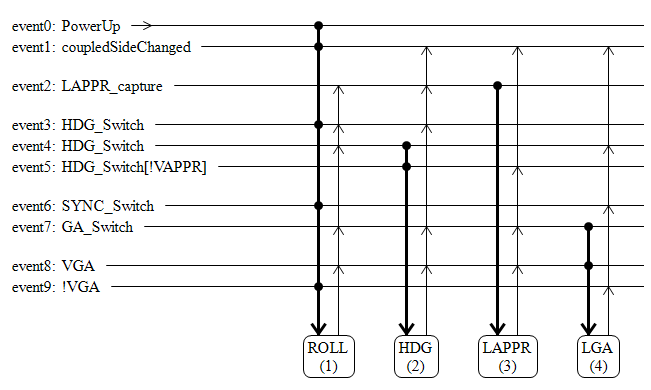 event0: PowerUp
event1: coupledSideChanged
event2: LAPPR_capture
event3: HDG_Switch
event4: HDG_Switch
event5: HDG_Switch[!VAPPR]
event6: SYNC_Switch
event7: GA_Switch
event8: VGA
event9: !VGA
ROLL
(1)
HDG
(2)
LAPPR
(3)
LGA
(4)